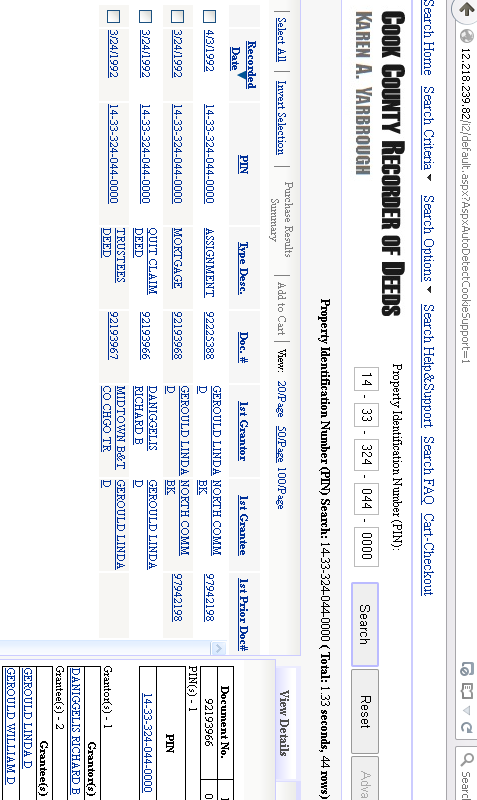 12.218.239.82/i2/default.aspx?AspxAutoDetectCookieSupport=1
Search
Search Home Search Criteria Search Options Search Help&Support Search FAQ Cart-Checkout
COOK COUNTY RECORDER OF DEEDS
KAREN A. YARBROUGH
Property Identification Number (PIN):
14 - 33 - 324 - 044 - 0000
Search Reset Adva
Property Identification Number (PIN) Search: 14-33-324-044-0000 ( Total: 1.33 seconds, 44 rows)
Select All | Invert Selection | Purchase Results Summary | Add to Cart | View: 20/Page 50/Page 100/Page
Recorded Date PIN Type Desc. Doc. # 1st Grantor 1st Grantee 1st Prior Doc#
4/9/1992 14-33-324-044-0000 ASSIGNMENT 92225388 GEROULD LINDA D NORTH COMM BK 97942198
3/24/1992 14-33-324-044-0000 MORTGAGE 92193968 GEROULD LINDA D NORTH COMM BK 97942198
3/24/1992 14-33-324-044-0000 QUIT CLAIM DEED 92193966 DANIGGELIS RICHARD B GEROULD LINDA D
3/24/1992 14-33-324-044-0000 TRUSTEES DEED 92193967 MIDTOWN B&T CO CHGO TR GEROULD LINDA D
View Details
Document No.
92193966 0
PIN(s) - 1
PIN
14-33-324-044-0000
Grantor(s) - 1
Grantor(s)
DANIGGELIS RICHARD B
Grantee(s) - 2
Grantee(s)
GEROULD LINDA D
GEROULD WILLIAM D